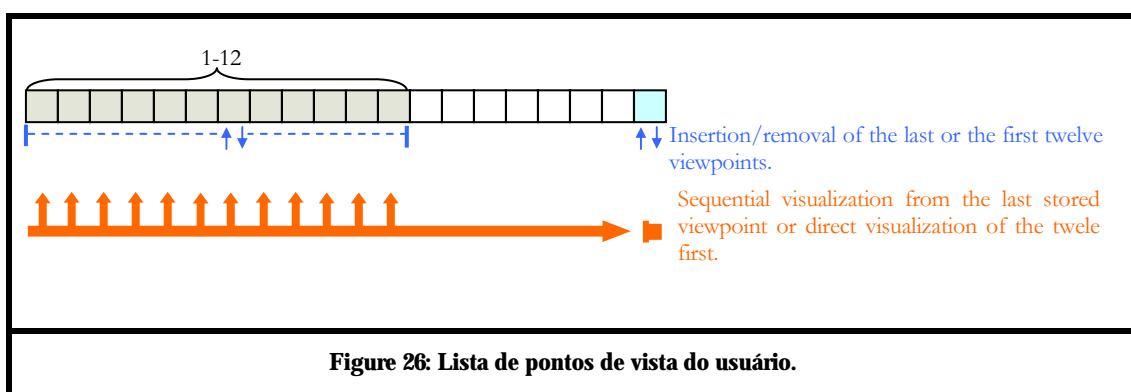 1-12
Insertion/removal of the last or the first twelve
viewpoints.
Sequential visualization from the last stored
viewpoint or direct visualization of the twele
first.
Figure 26: Lista de pontos de vista do usuário.